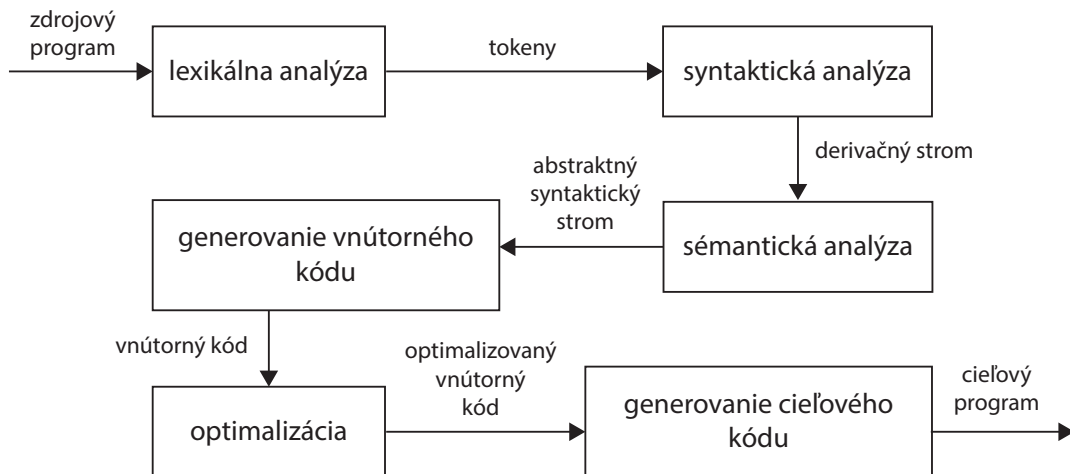 zdrojový
program
lexikálna analýza
tokeny
syntaktická analýza
derivačný strom
abstraktný
syntaktický
strom
sémantická analýza
generovanie vnútorného
kódu
vnútorný kód
optimalizácia
optimalizovaný
vnútorný
kód
generovanie cieľového
kódu
cieľový
program